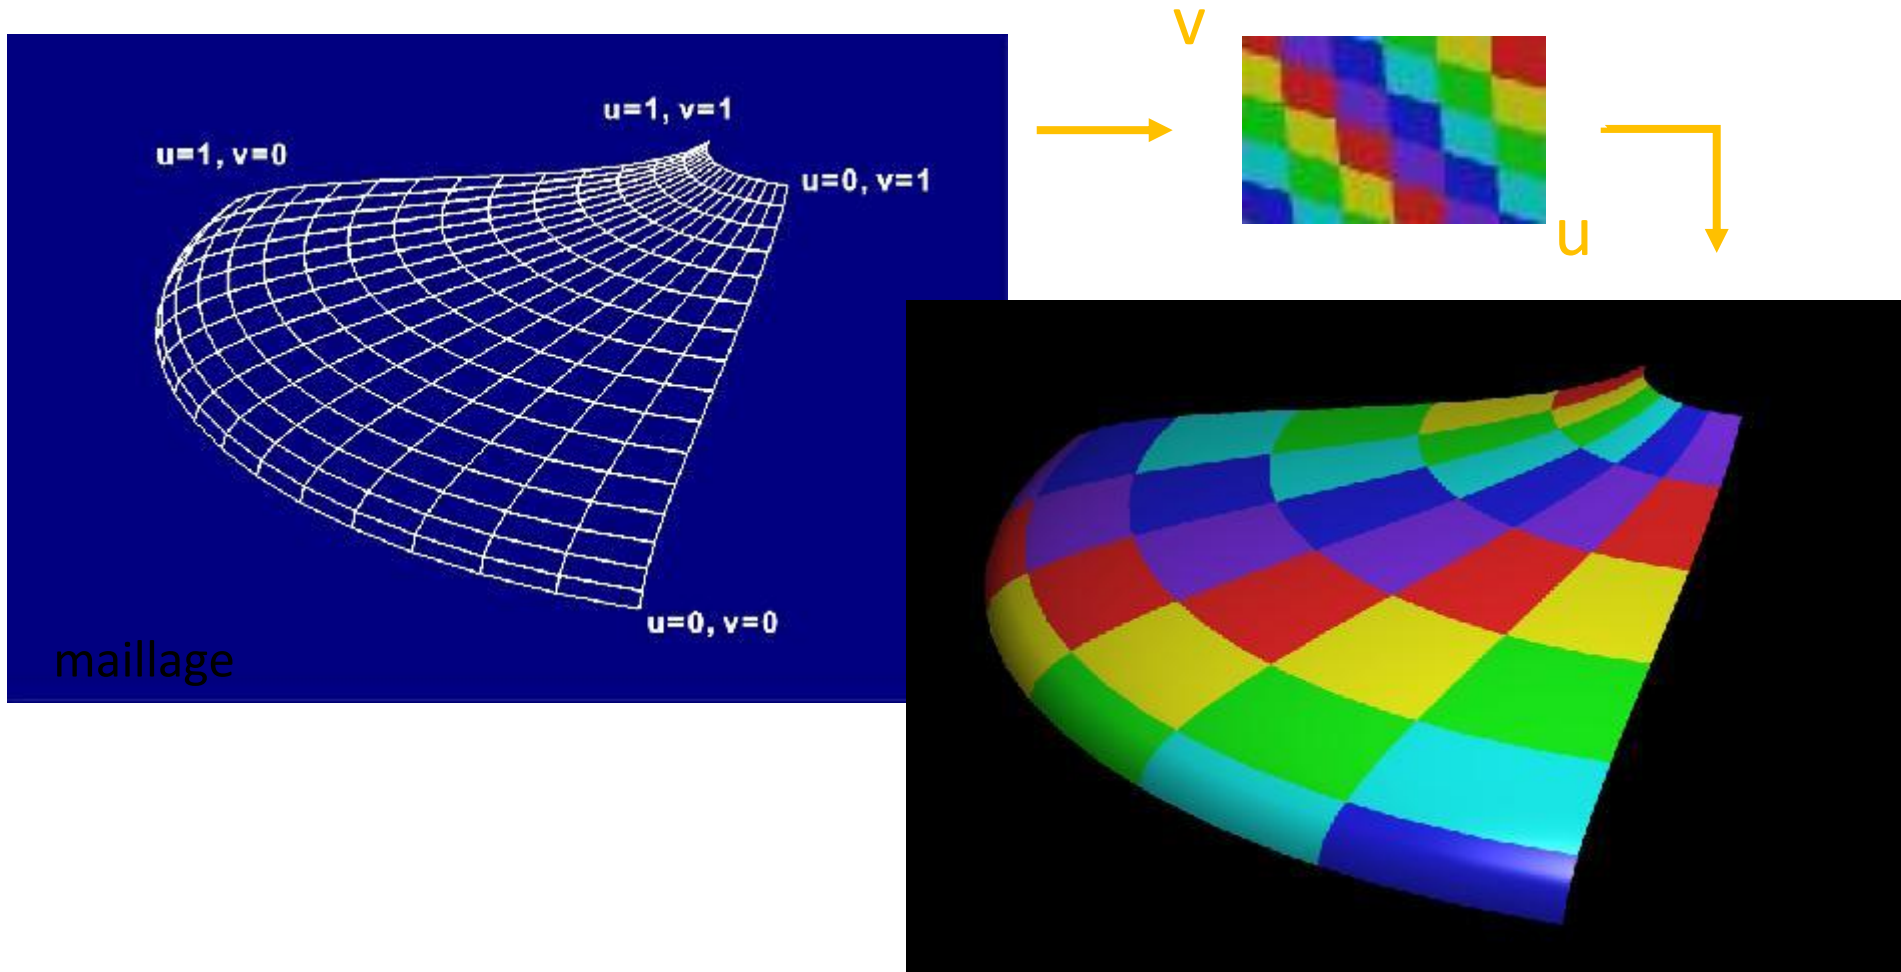 v
u=1, v=1
u=1, v=0
u=0, v=1
u
u=0, v=0
maillage